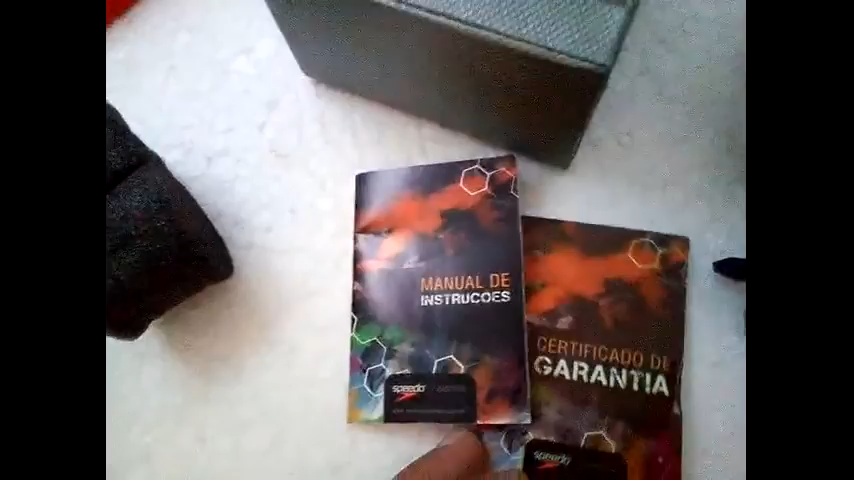 MANUAL DE
INSTRUCOES
speedo
CERTIFICADO DE
GARANTIA
speedo